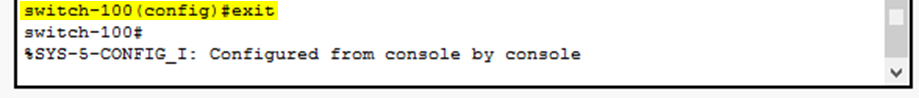 switch-100(config)#exit
switch-100#
%SYS-5-CONFIG_I: Configured from console by console